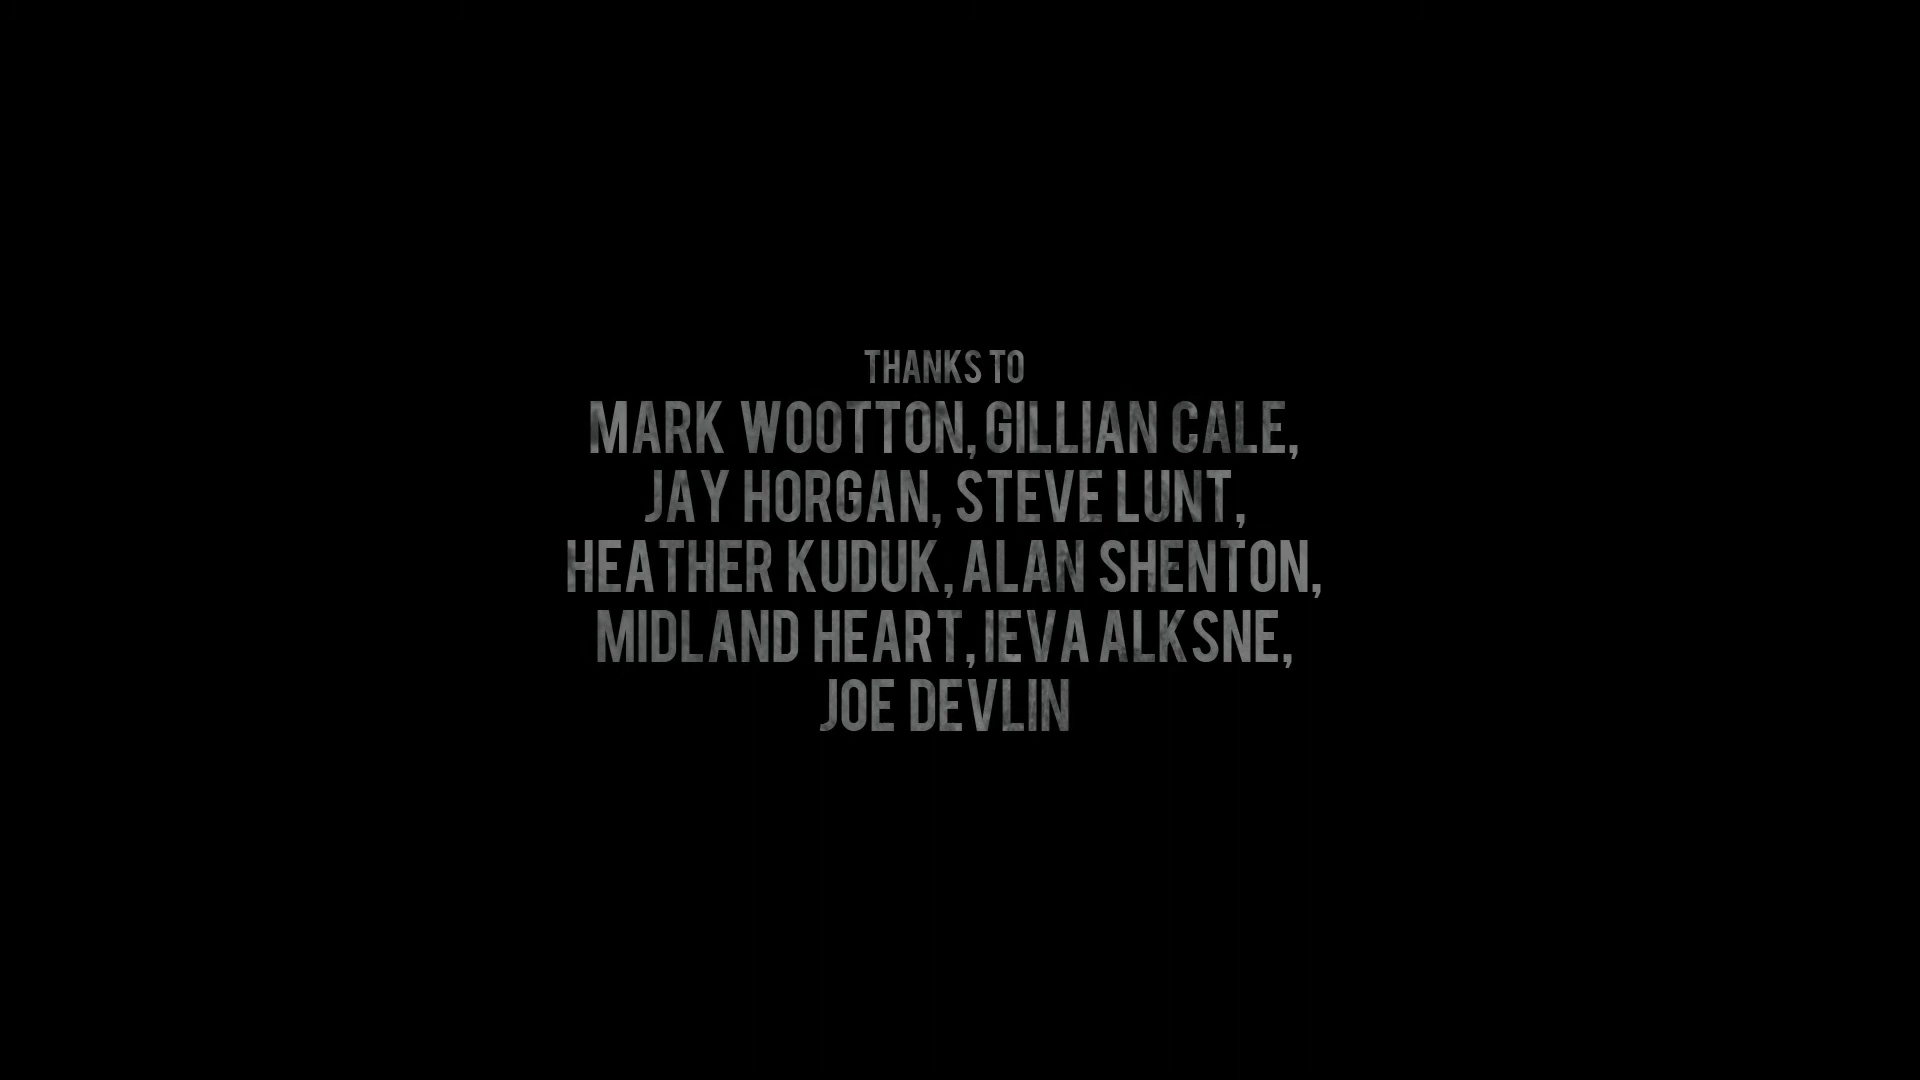 THANKS TO
MARK WOOTTON, GILLIAN CALE,
JAY HORGAN, STEVE LUNT,
HEATHER KUDUK, ALAN SHENTON,
MIDLAND HEART, IEVA ALKSNE,
JOE DEVLIN